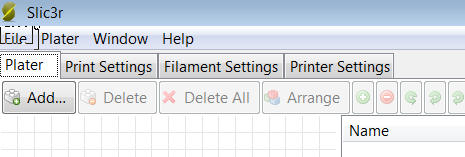 Slic3r
File Plater Window Help
Plater Print Settings Filament Settings Printer Settings
Add... Delete Delete All Arrange
Name